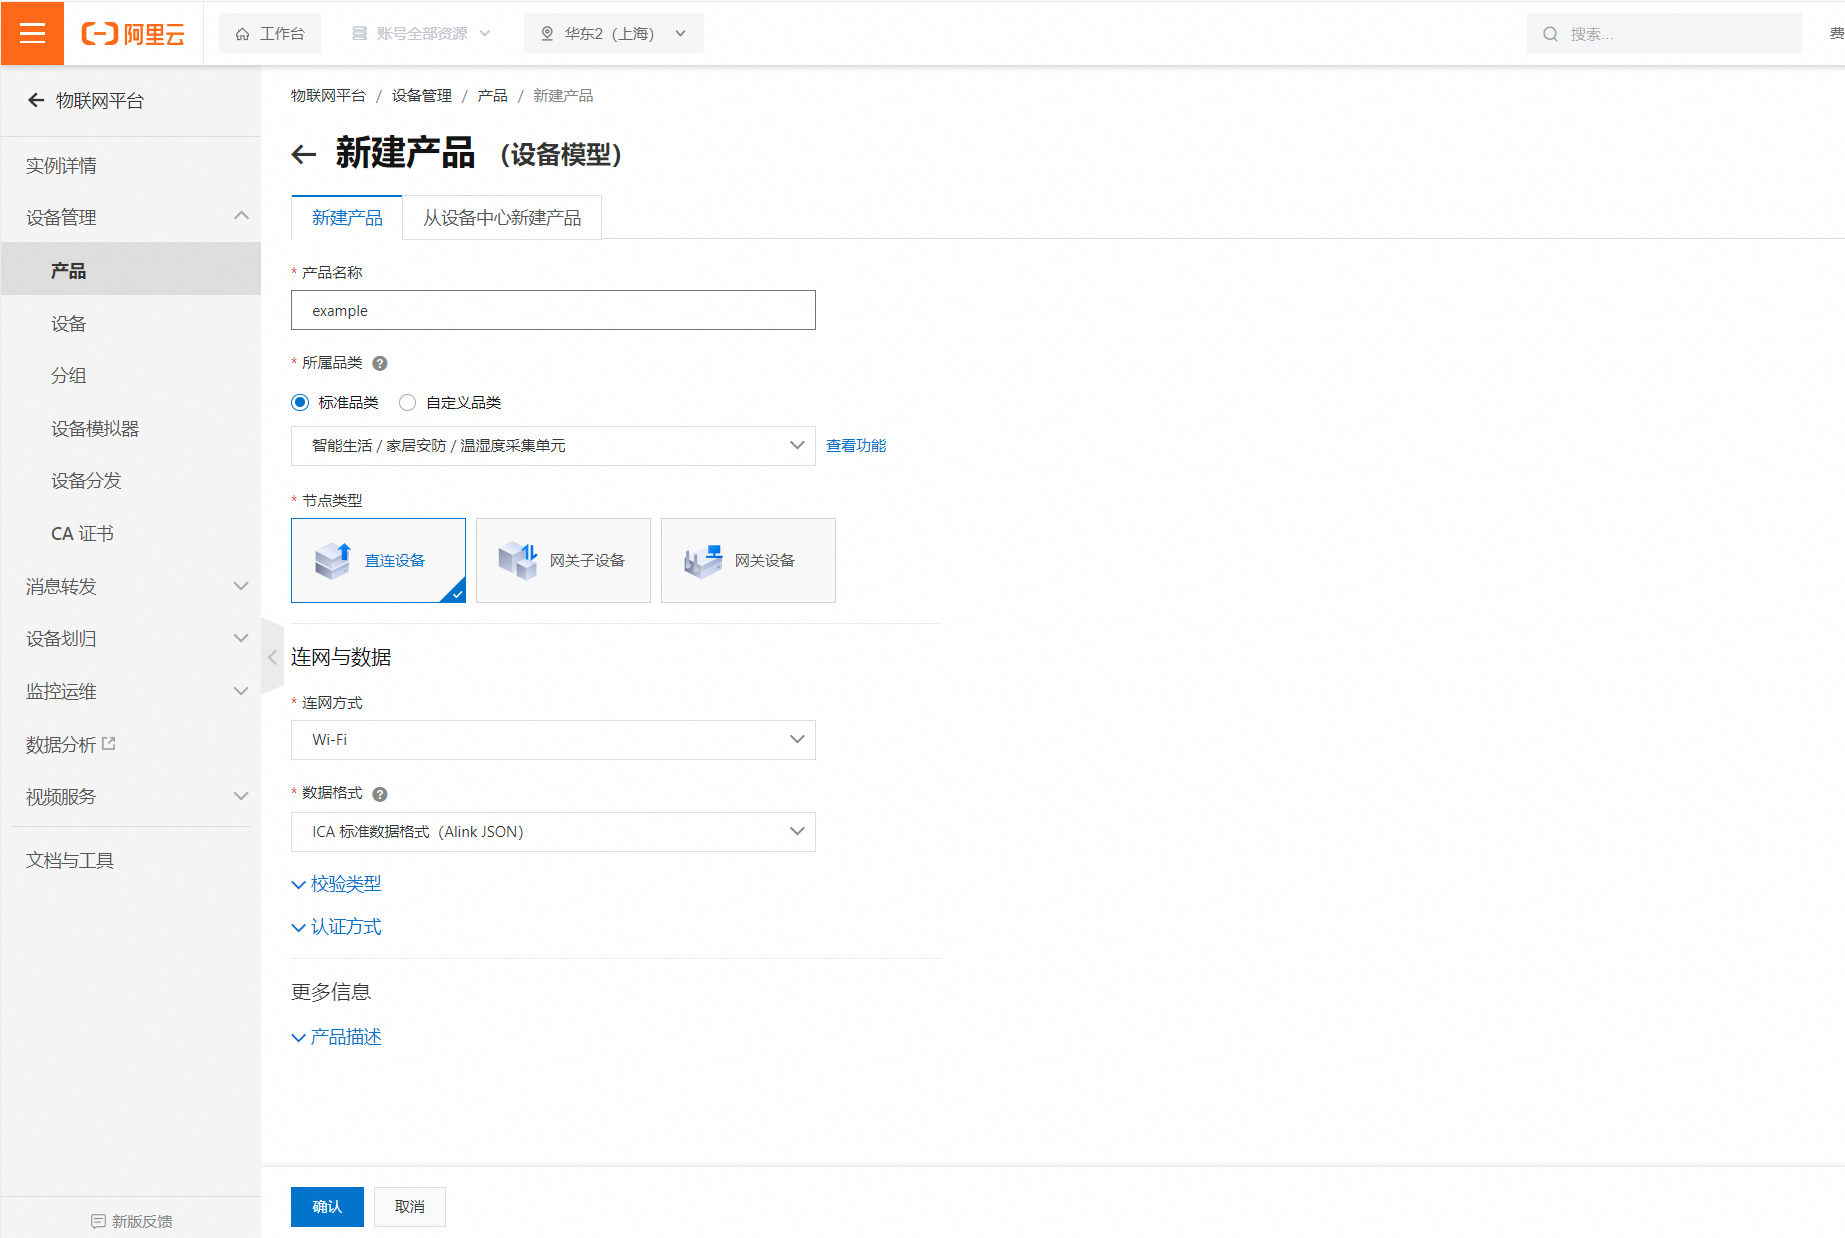 阿里云
工作台
账号全部资源
华东2（上海）
搜索...
费
物联网平台
实例详情
设备管理
产品
设备
分组
设备模拟器
设备分发
CA 证书
消息转发
设备划归
监控运维
数据分析
视频服务
文档与工具
新版反馈
物联网平台 / 设备管理 / 产品 / 新建产品
新建产品 （设备模型）
新建产品
从设备中心新建产品
* 产品名称
example
* 所属品类
标准品类
自定义品类
智能生活 / 家居安防 / 温湿度采集单元
查看功能
* 节点类型
直连设备
网关子设备
网关设备
连网与数据
* 连网方式
Wi-Fi
* 数据格式
ICA 标准数据格式（Alink JSON）
校验类型
认证方式
更多信息
产品描述
确认
取消